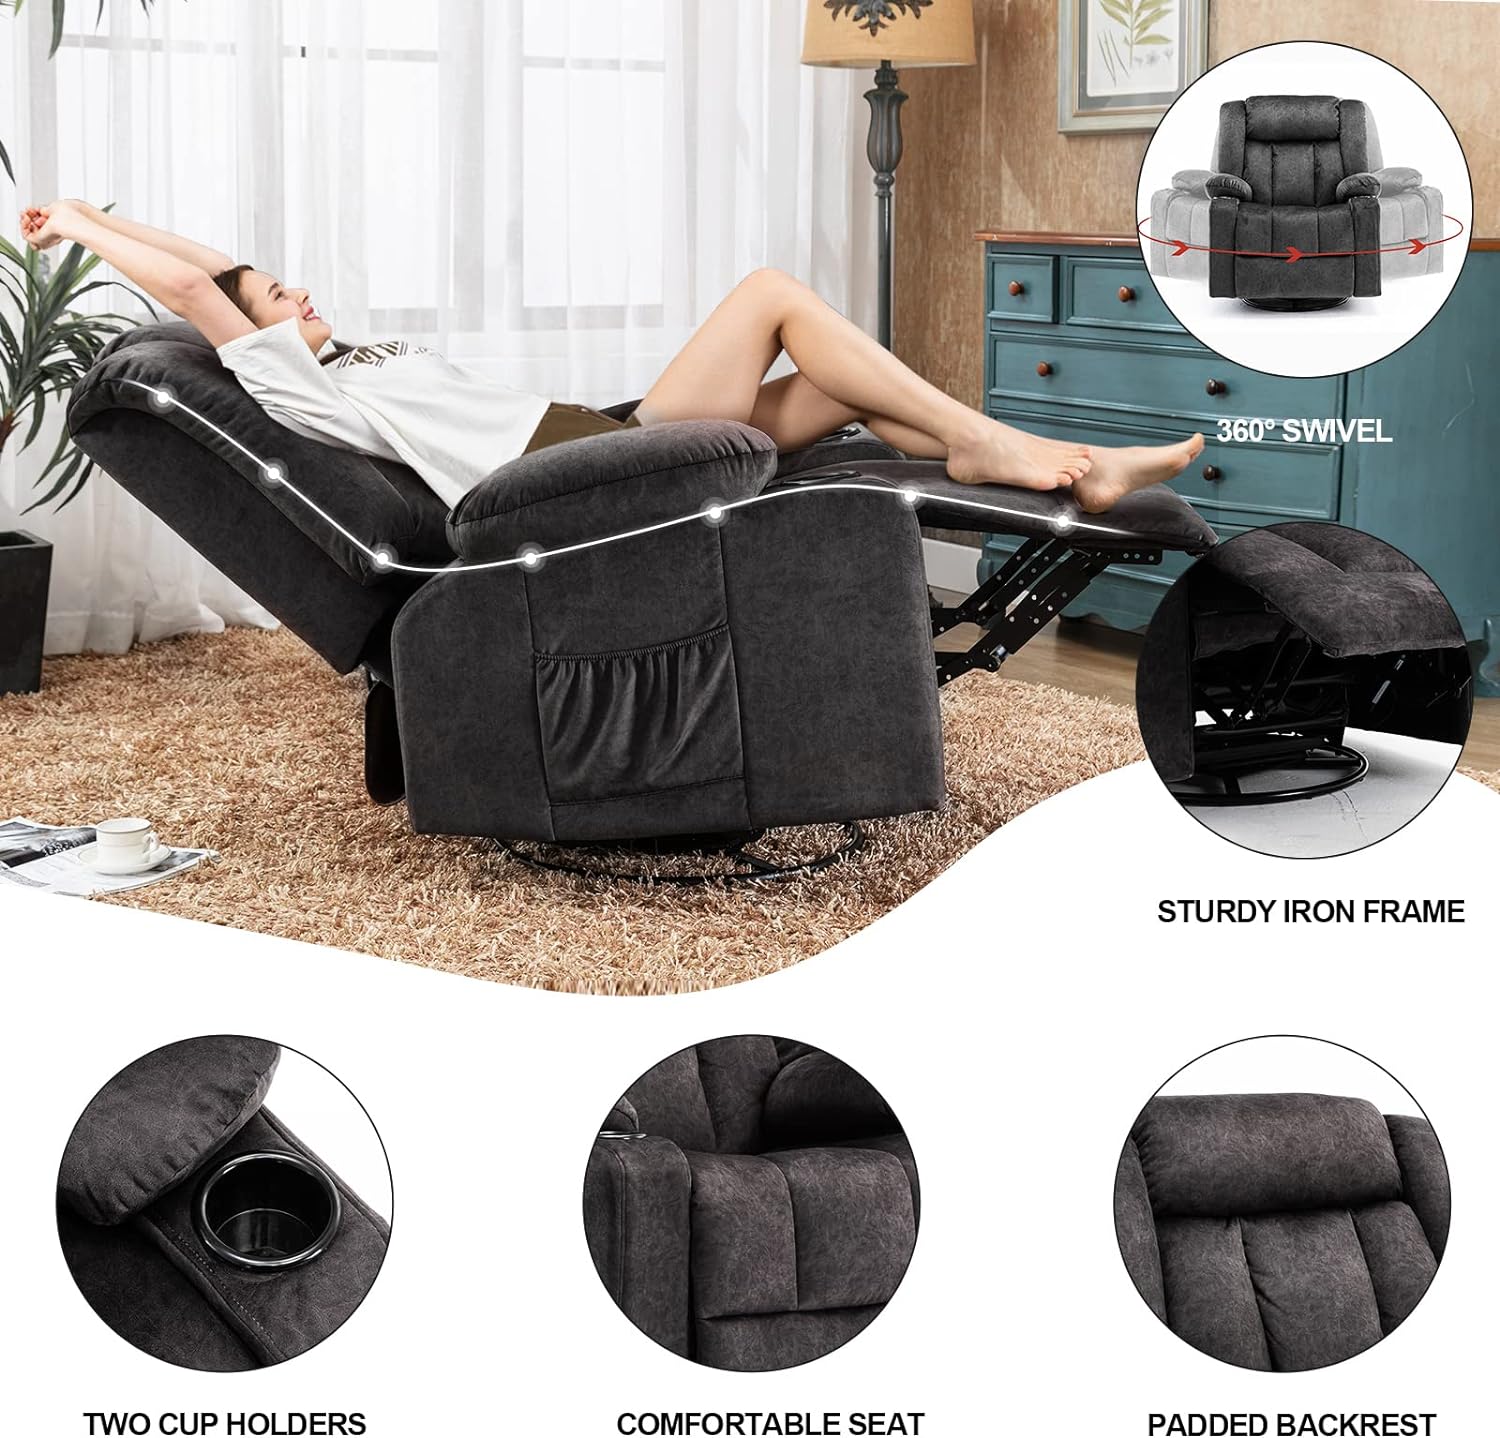 360° SWIVEL
STURDY IRON FRAME
TWO CUP HOLDERS
COMFORTABLE SEAT
PADDED BACKREST